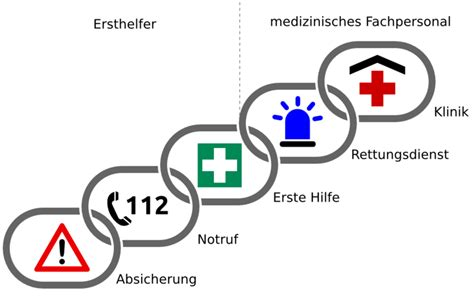 Ersthelfer
medizinisches Fachpersonal
Klinik
Rettungsdienst
Erste Hilfe
112
Notruf
!
Absicherung